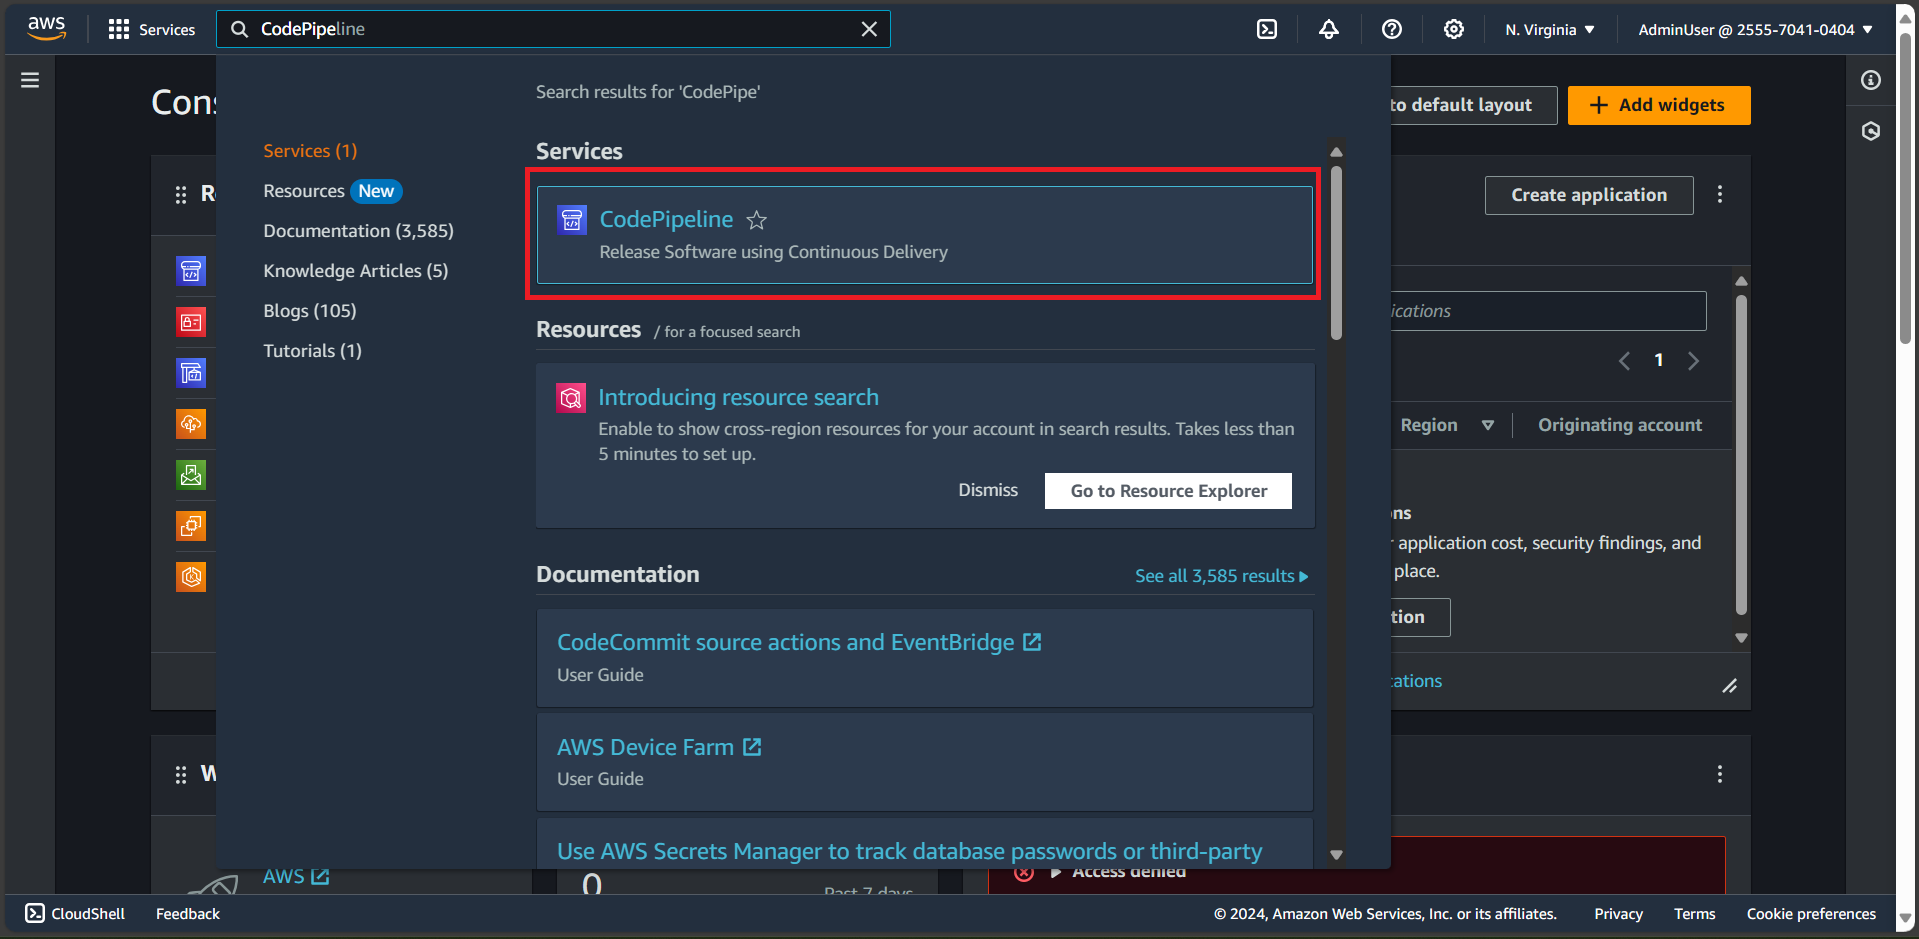 aws
Services
CodePipeline
N. Virginia
AdminUser @ 2555-7041-0404
Cons
to default layout
Add widgets
Search results for 'CodePipe'
Services (1)
Resources New
Documentation (3,585)
Knowledge Articles (5)
Blogs (105)
Tutorials (1)
Services
CodePipeline
Release Software using Continuous Delivery
Resources / for a focused search
Introducing resource search
Enable to show cross-region resources for your account in search results. Takes less than
5 minutes to set up.
Dismiss
Go to Resource Explorer
Documentation
See all 3,585 results
CodeCommit source actions and EventBridge
User Guide
AWS Device Farm
User Guide
Use AWS Secrets Manager to track database passwords or third-party
R
Create application
ications
1
Region
Originating account
ns
application cost, security findings, and
place.
tion
cations
W
AWS
0
Past 7 days
Access denied
CloudShell
Feedback
© 2024, Amazon Web Services, Inc. or its affiliates.
Privacy
Terms
Cookie preferences